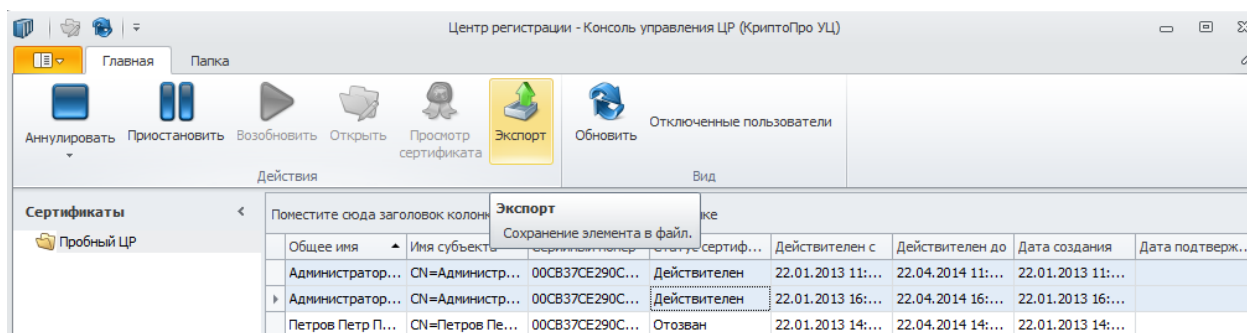 Центр регистрации - Консоль управления ЦР (КриптоПро УЦ)
Главная Папка
Аннулировать Приостановить Возобновить Открыть Просмотр сертификата Экспорт Обновить Отключенные пользователи
Действия Вид
Сертификаты
Пробный ЦР
Поместите сюда заголовок колонк
Экспорт
Сохранение элемента в файл.
Общее имя Имя субъекта Серийный номер Статус сертиф... Действителен с Действителен до Дата создания Дата подтверж...
Администратор... CN=Администр... 00CB37CE290C... Действителен 22.01.2013 11:... 22.04.2014 11:... 22.01.2013 11:...
Администратор... CN=Администр... 00CB37CE290C... Действителен 22.01.2013 16:... 22.04.2014 16:... 22.01.2013 16:...
Петров Петр П... CN=Петров Пе... 00CB37CE290C... Отозван 22.01.2013 14:... 22.04.2014 14:... 22.01.2013 14:...